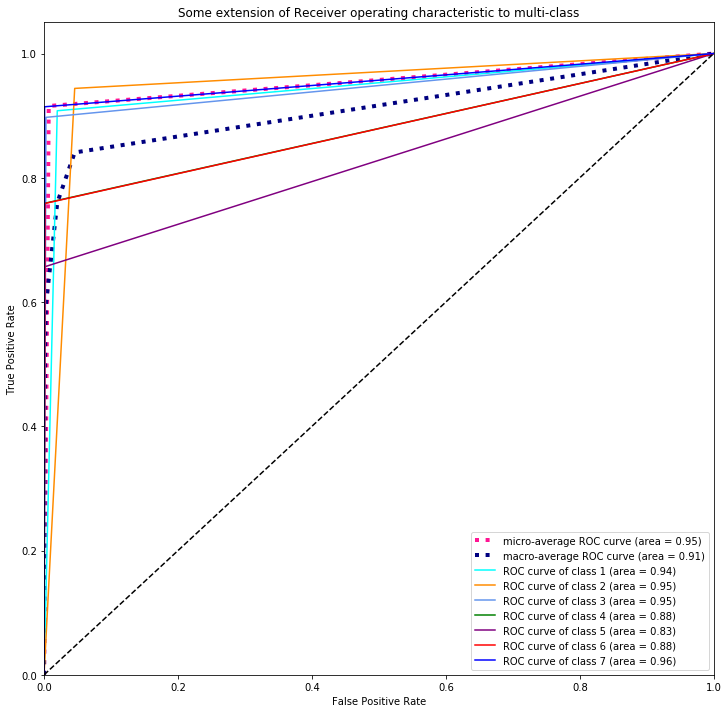 Some extension of Receiver operating characteristic to multi-class
1.0
0.8
0.6
0.4
0.2
0.0
True Positive Rate
0.0 0.2 0.4 0.6 0.8 1.0
False Positive Rate
micro-average ROC curve (area = 0.95)
macro-average ROC curve (area = 0.91)
ROC curve of class 1 (area = 0.94)
ROC curve of class 2 (area = 0.95)
ROC curve of class 3 (area = 0.95)
ROC curve of class 4 (area = 0.88)
ROC curve of class 5 (area = 0.83)
ROC curve of class 6 (area = 0.88)
ROC curve of class 7 (area = 0.96)